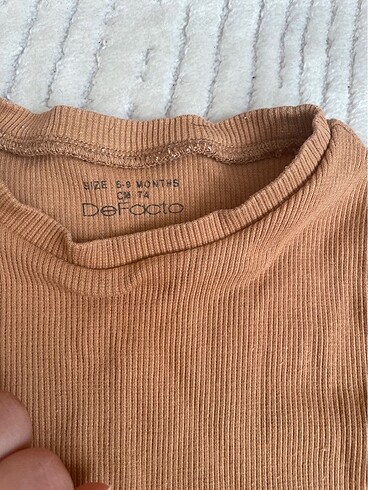 SIZE 6-9 MONTHS
CM 74
DeFacto